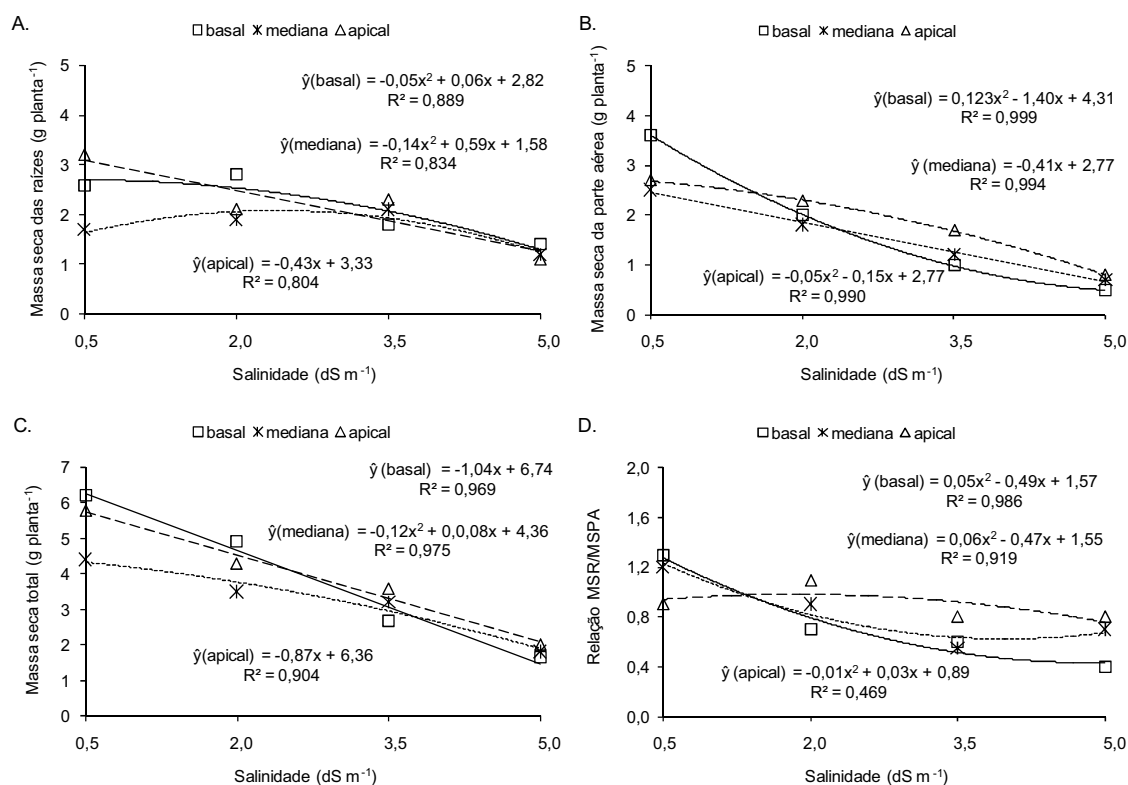 A.
□ basal ж mediana △ apical
5
4
3
2
1
0
Massa seca das raízes (g planta⁻¹)
ŷ(basal) = -0,05x² + 0,06x + 2,82
R² = 0,889
ŷ(mediana) = -0,14x² + 0,59x + 1,58
R² = 0,834
ŷ(apical) = -0,43x + 3,33
R² = 0,804
0,5 2,0 3,5 5,0
Salinidade (dS m⁻¹)
B.
□ basal ж mediana △ apical
5
4
3
2
1
0
Massa seca da parte aérea (g planta⁻¹)
ŷ(basal) = 0,123x² - 1,40x + 4,31
R² = 0,999
ŷ (mediana) = -0,41x + 2,77
R² = 0,994
ŷ(apical) = -0,05x² - 0,15x + 2,77
R² = 0,990
0,5 2,0 3,5 5,0
Salinidade (dS m⁻¹)
C.
□ basal ж mediana △ apical
7
6
5
4
3
2
1
0
Masssa seca total (g planta⁻¹)
ŷ (basal) = -1,04x + 6,74
R² = 0,969
ŷ(mediana) = -0,12x² + 0,0,08x + 4,36
R² = 0,975
ŷ(apical) = -0,87x + 6,36
R² = 0,904
0,5 2,0 3,5 5,0
Salinidade (dS m⁻¹)
D.
□ basal ж mediana △ apical
2,0
1,6
1,2
0,8
0,4
0,0
Relação MSR/MSPA
ŷ (basal) = 0,05x² - 0,49x + 1,57
R² = 0,986
ŷ(mediana) = 0,06x² - 0,47x + 1,55
R² = 0,919
ŷ (apical) = -0,01x² + 0,03x + 0,89
R² = 0,469
0,5 2,0 3,5 5,0
Salinidade (dS m⁻¹)